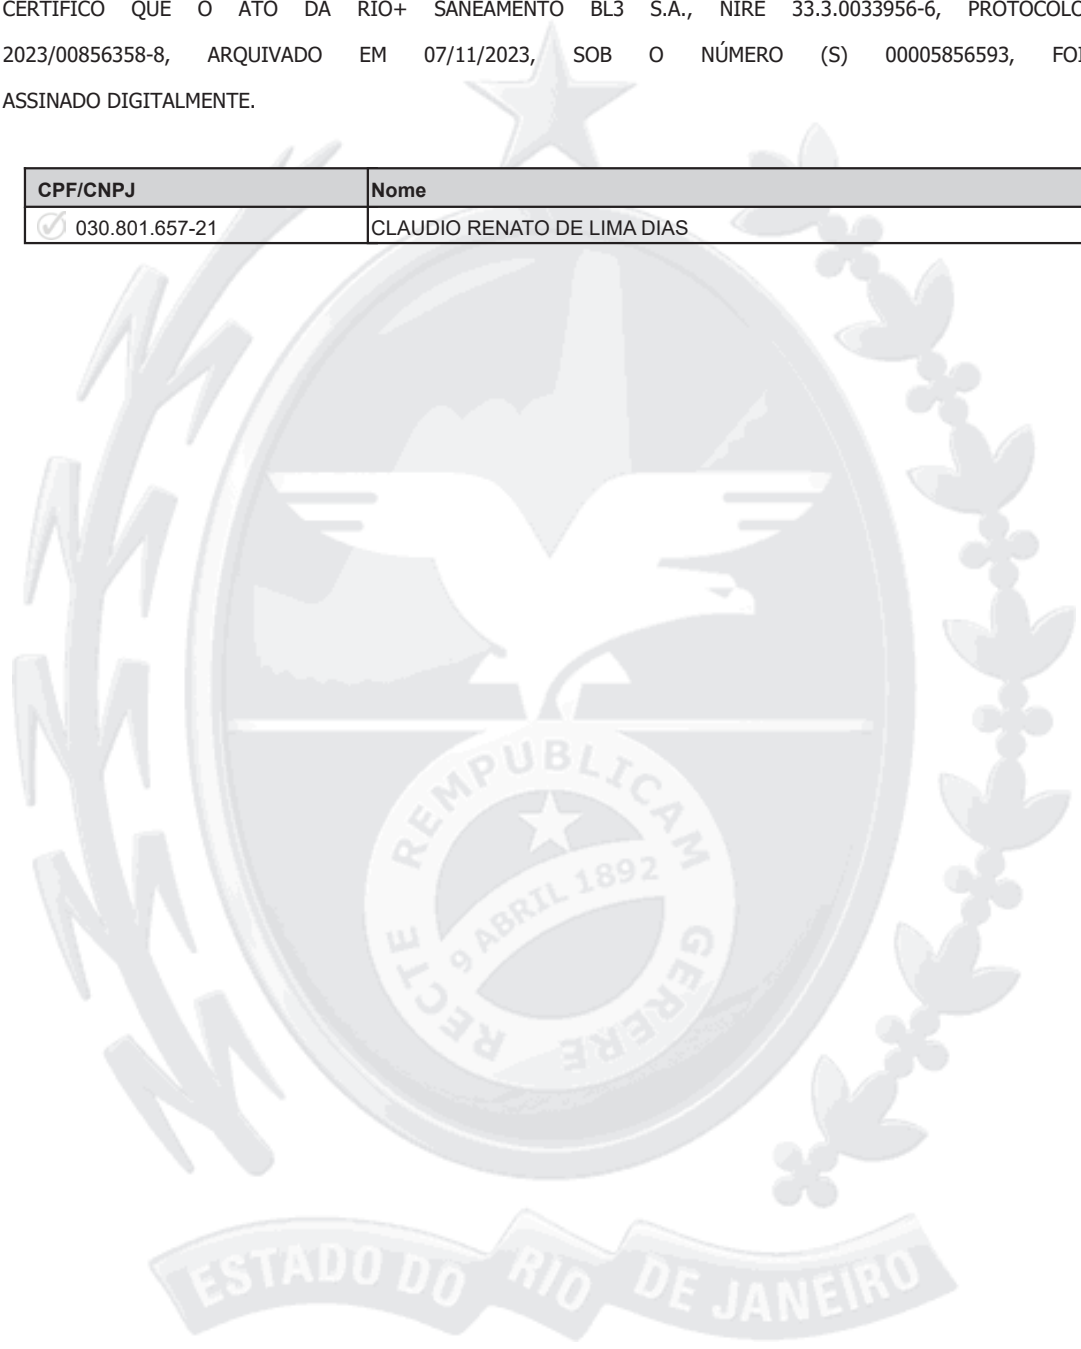 CERTIFICO QUE O ATO DA RIO+ SANEAMENTO BL3 S.A., NIRE 33.3.0033956-6, PROTOCOLO
2023/00856358-8, ARQUIVADO EM 07/11/2023, SOB O NÚMERO (S) 00005856593, FOI
ASSINADO DIGITALMENTE.
CPF/CNPJ Nome
030.801.657-21 CLAUDIO RENATO DE LIMA DIAS
RECTE REMPUBLICAM GERERE
9 ABRIL 1892
ESTADO DO RIO DE JANEIRO